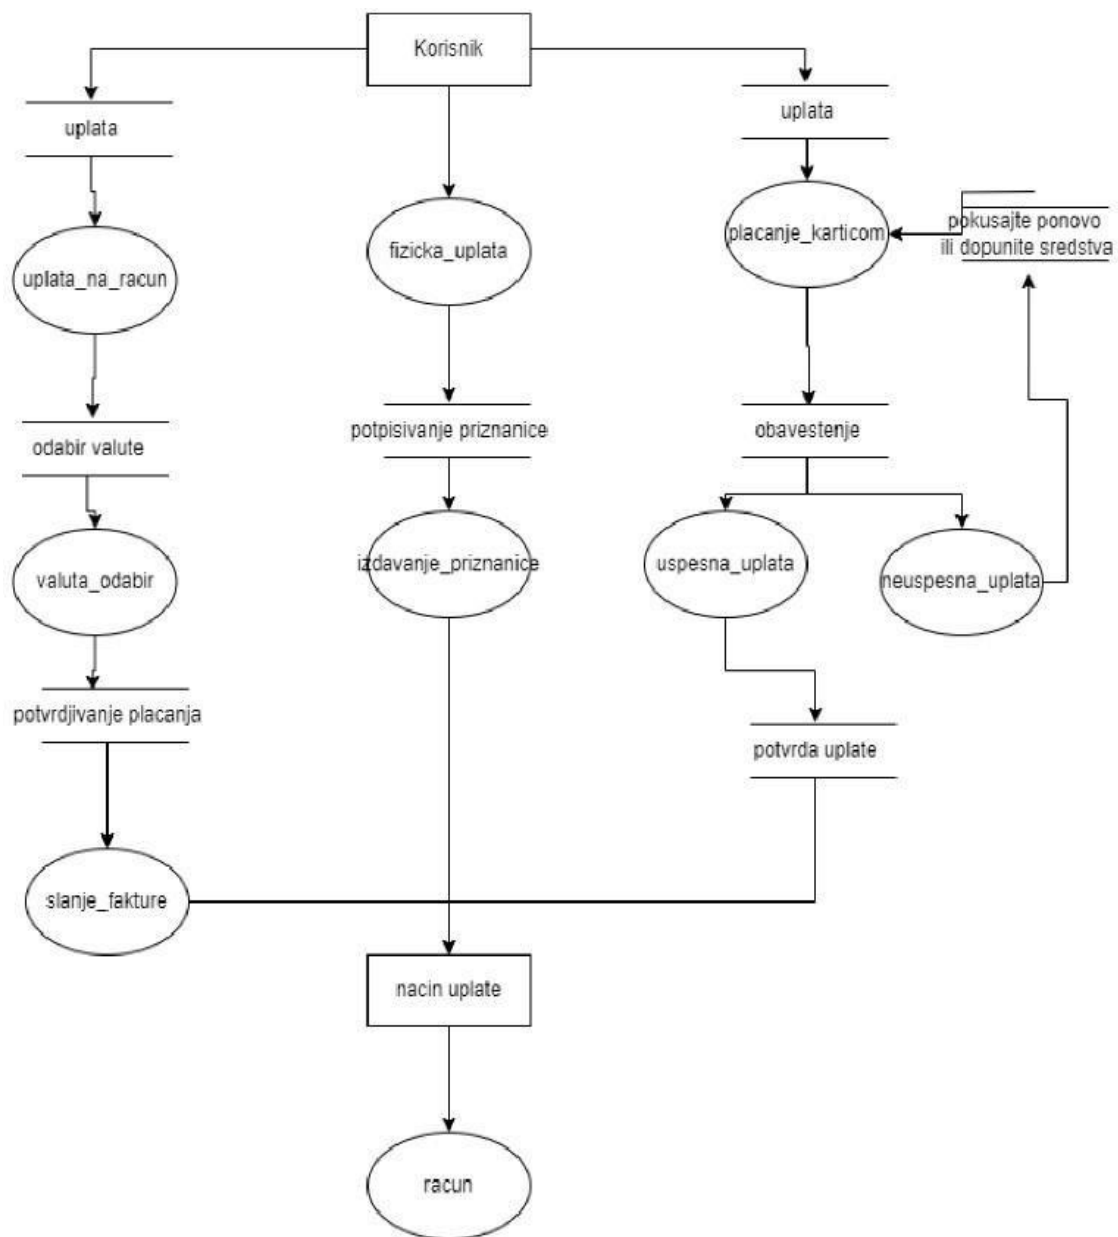 Korisnik
uplata
uplata
uplata_na_racun
fizicka_uplata
placanje_karticom
pokusajte ponovo
ili dopunite sredstva
odabir valute
potpisivanje priznanice
obavestenje
valuta_odabir
izdavanje_priznanice
uspesna_uplata
neuspesna_uplata
potvrdjivanje placanja
potvrda uplate
slanje_fakture
nacin uplate
racun